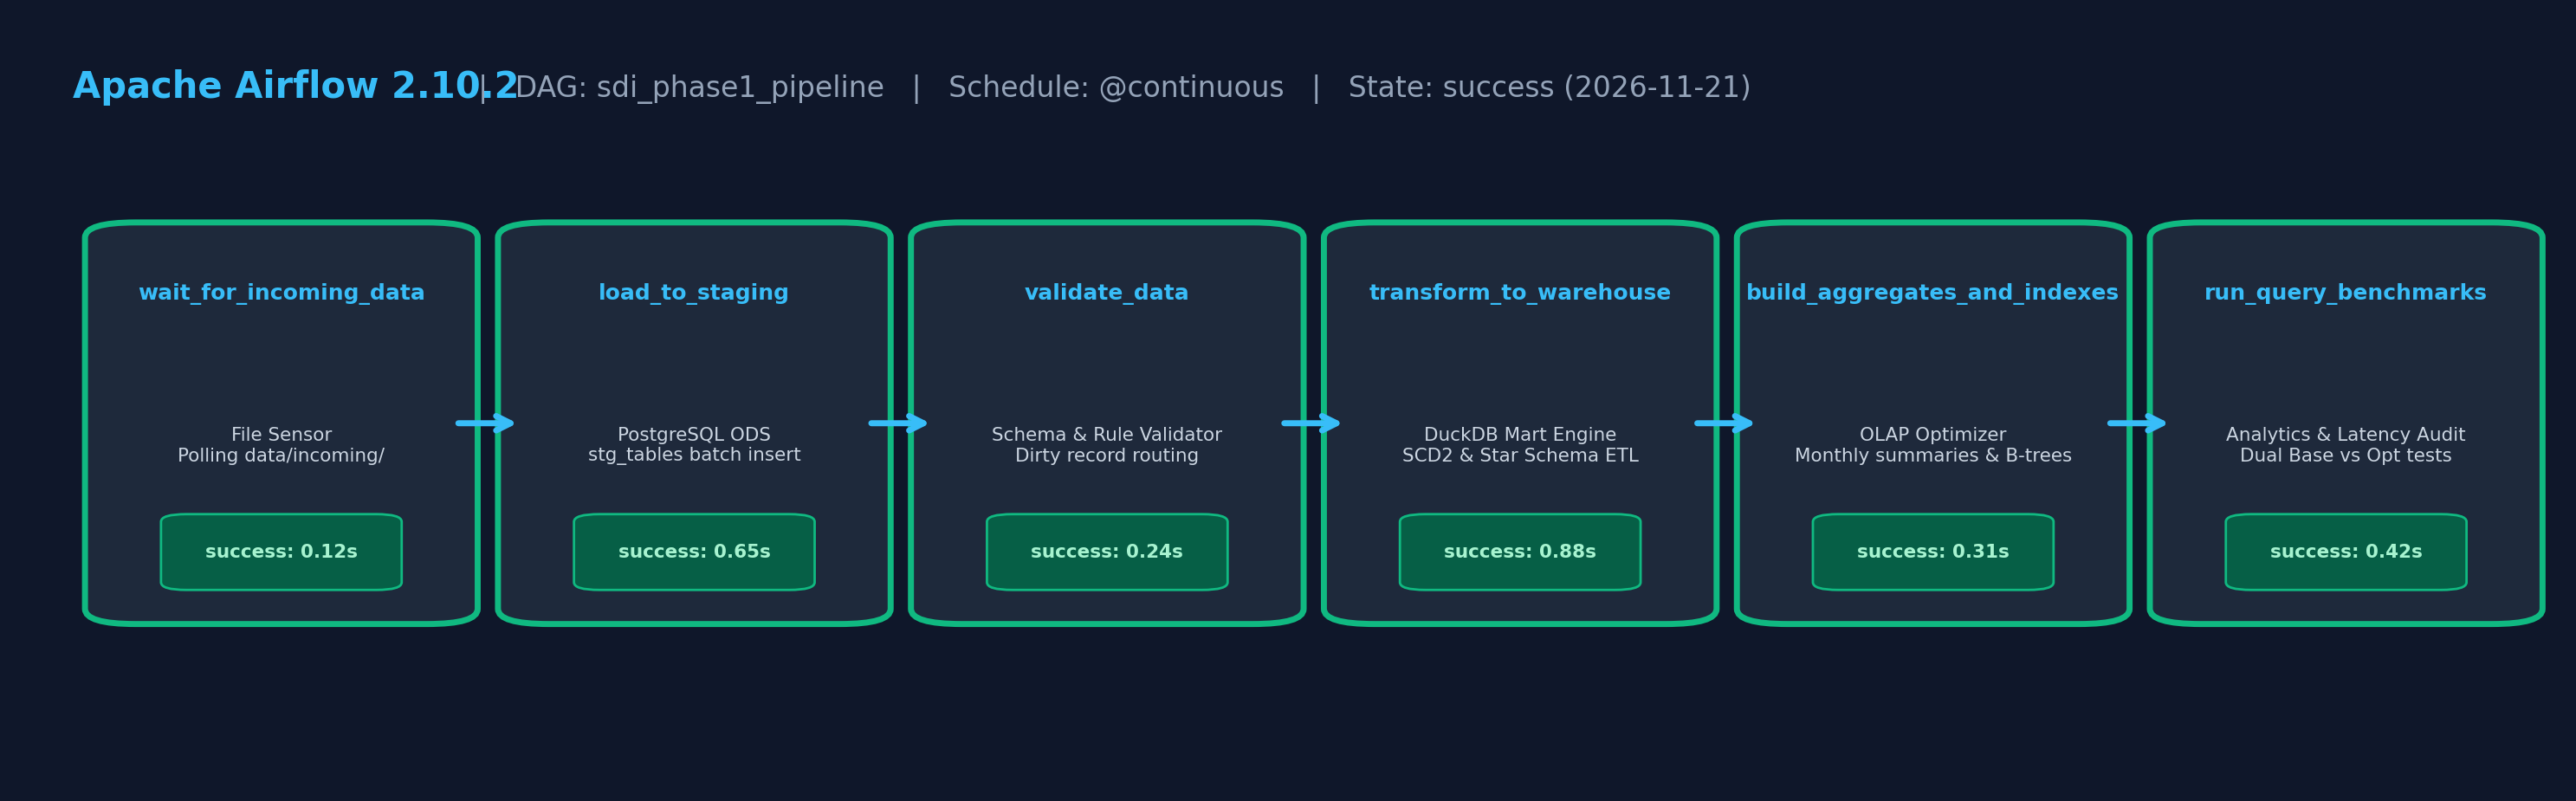 Apache Airflow 2.10.2 | DAG: sdi_phase1_pipeline | Schedule: @continuous | State: success (2026-11-21)
wait_for_incoming_data
File Sensor
Polling data/incoming/
success: 0.12s
load_to_staging
PostgreSQL ODS
stg_tables batch insert
success: 0.65s
validate_data
Schema & Rule Validator
Dirty record routing
success: 0.24s
transform_to_warehouse
DuckDB Mart Engine
SCD2 & Star Schema ETL
success: 0.88s
build_aggregates_and_indexes
OLAP Optimizer
Monthly summaries & B-trees
success: 0.31s
run_query_benchmarks
Analytics & Latency Audit
Dual Base vs Opt tests
success: 0.42s